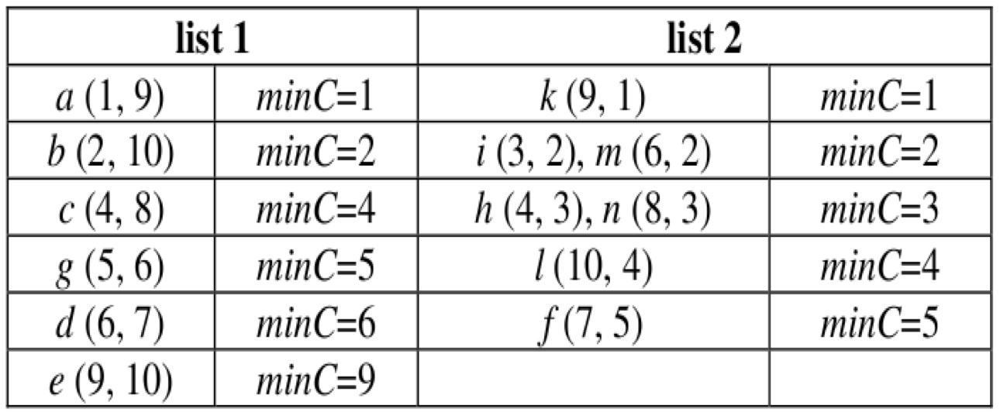 list 1 list 2
a (1, 9) minC=1 k (9, 1) minC=1
b (2, 10) minC=2 i (3, 2), m (6, 2) minC=2
c (4, 8) minC=4 h (4, 3), n (8, 3) minC=3
g (5, 6) minC=5 l (10, 4) minC=4
d (6, 7) minC=6 f (7, 5) minC=5
e (9, 10) minC=9